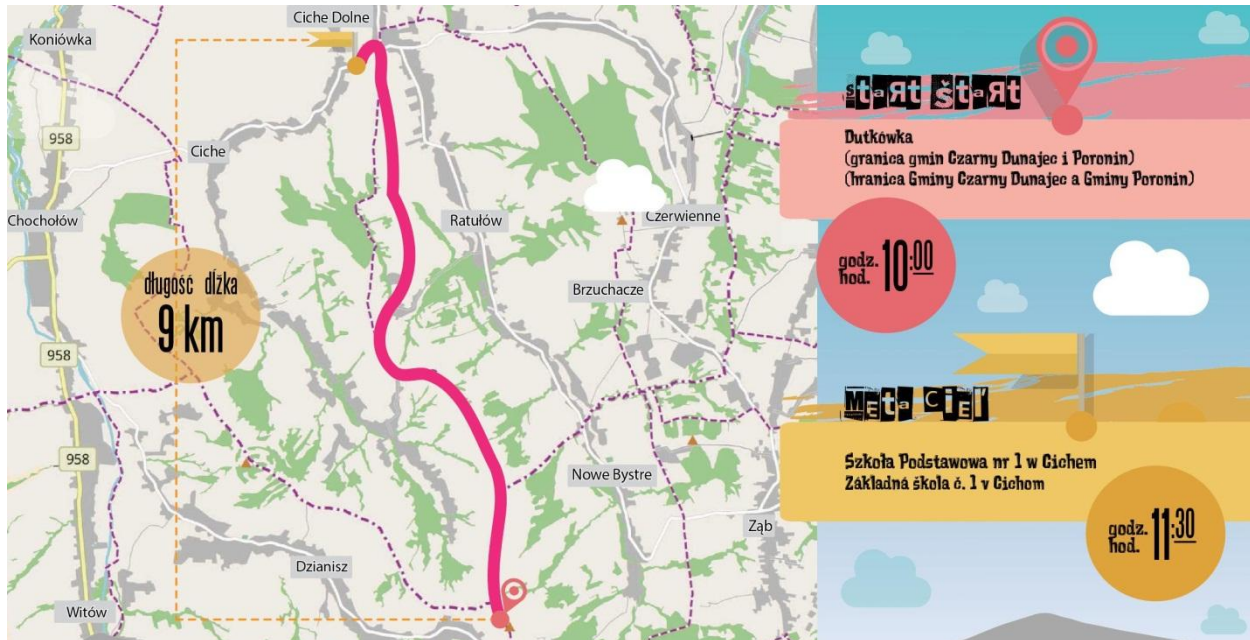 Ciche Dolne
Koniówka
958
Ciche
Chochołów
Ratułów
Czerwienne
długość dĺžka
9 km
Brzuchacze
958
958
Nowe Bystre
Ząb
Dzianisz
Witów
start štart
Dutkówka
(granica gmin Czarny Dunajec i Poronin)
(hranica Gminy Czarny Dunajec a Gminy Poronin)
godz.
hod. 10:00
Meta Cieľ
Szkoła Podstawowa nr 1 w Cichem
Základná škola č. 1 v Cichom
godz.
hod. 11:30